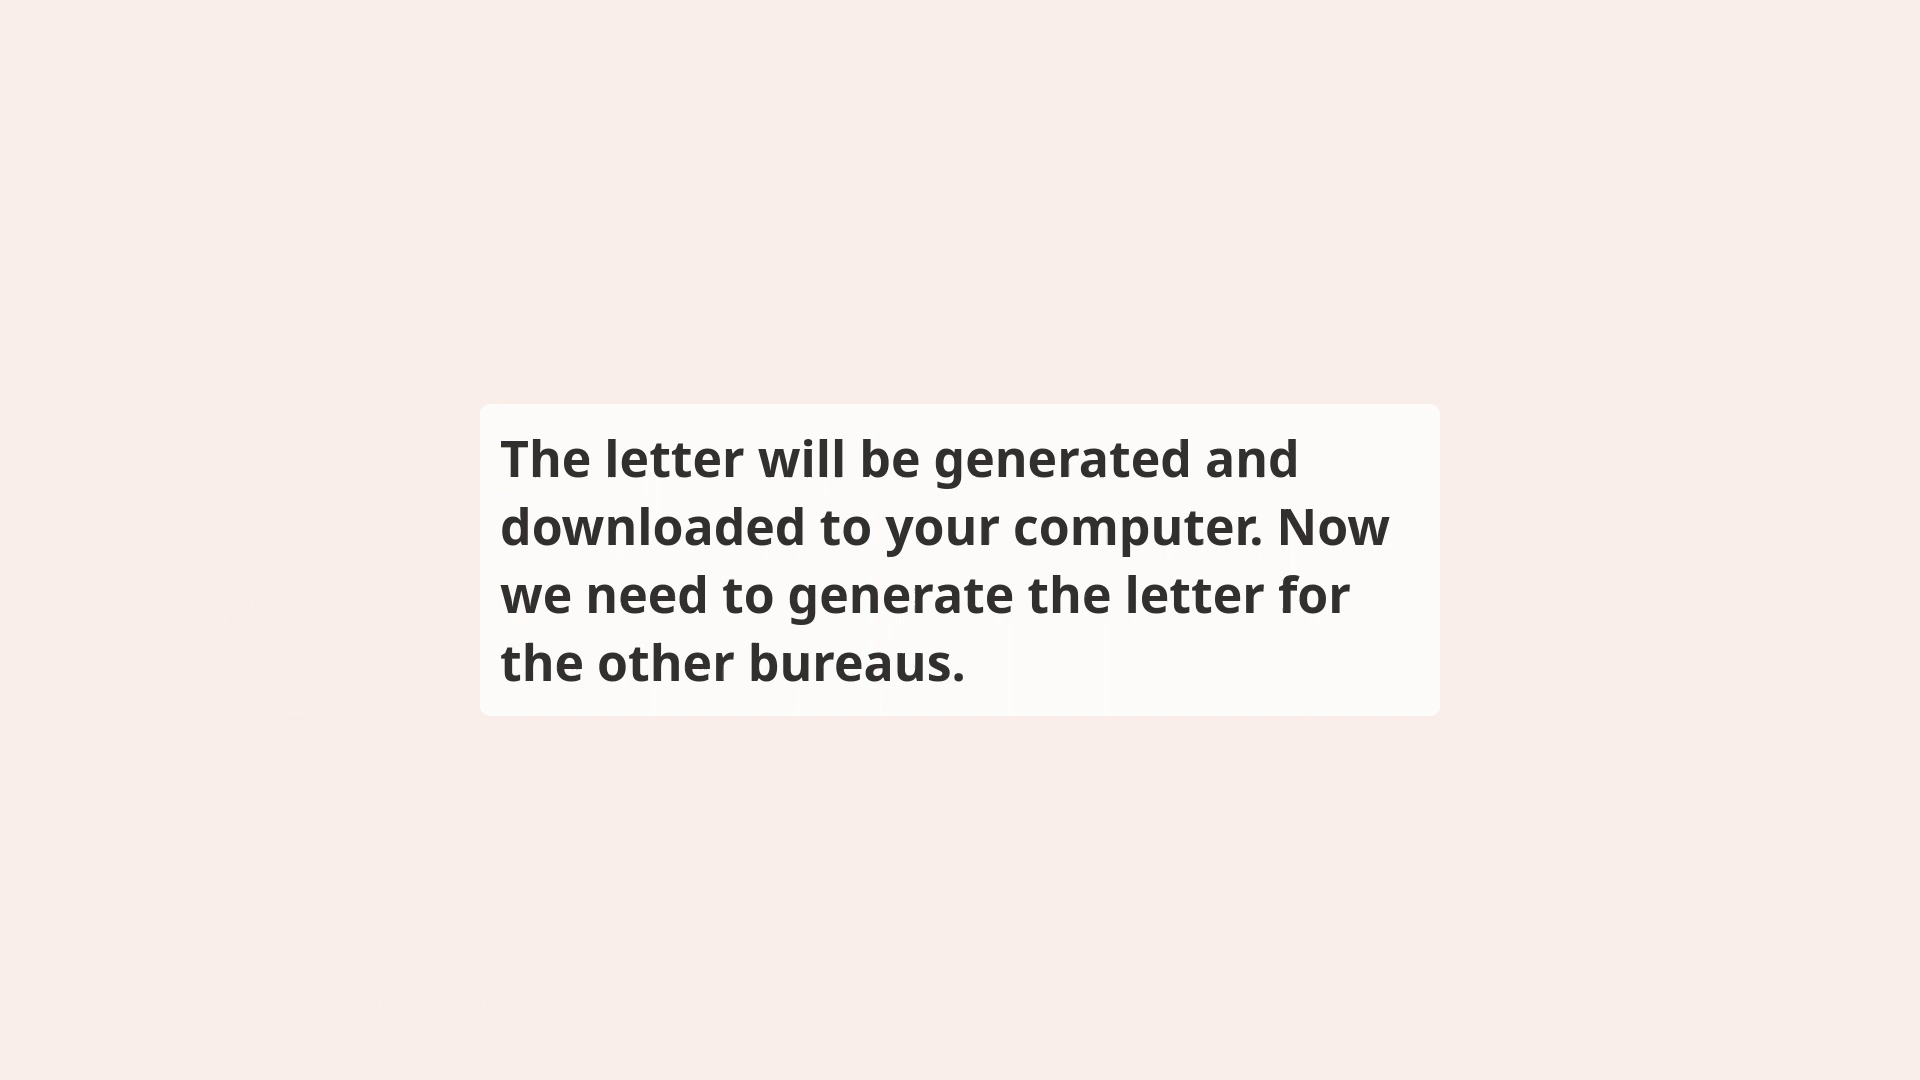 The letter will be generated and
downloaded to your computer. Now
we need to generate the letter for
the other bureaus.